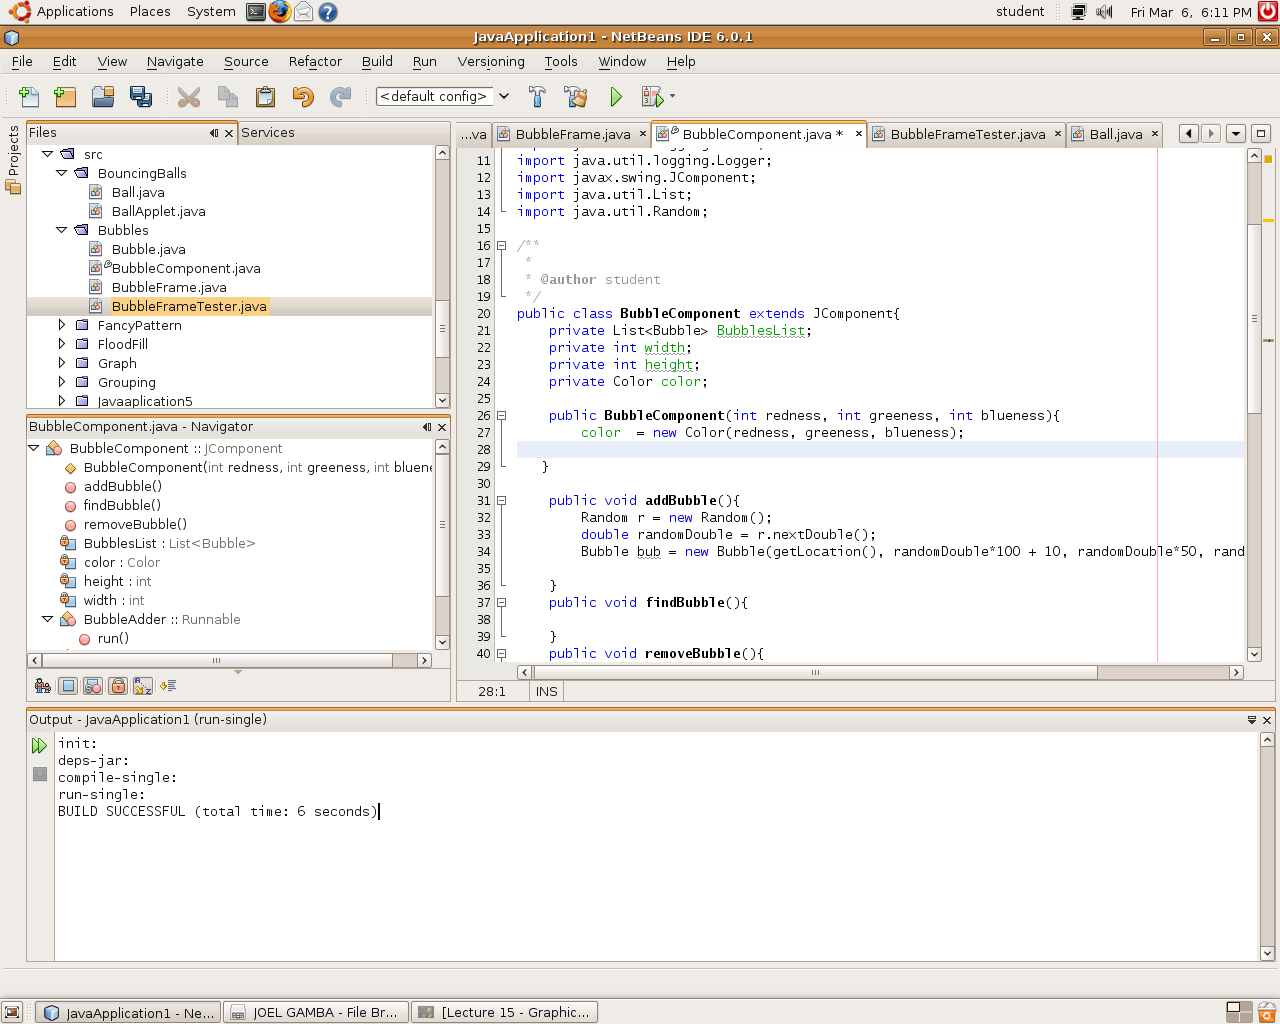 Applications Places System student Fri Mar 6, 6:11 PM
JavaApplication1 - NetBeans IDE 6.0.1
File Edit View Navigate Source Refactor Build Run Versioning Tools Window Help
<default config>
Projects
Files Services
src
BouncingBalls
Ball.java
BallApplet.java
Bubbles
Bubble.java
BubbleComponent.java
BubbleFrame.java
BubbleFrameTester.java
FancyPattern
FloodFill
Graph
Grouping
Javaaplication5
BubbleComponent.java - Navigator
BubbleComponent :: JComponent
BubbleComponent(int redness, int greeness, int bluene
addBubble()
findBubble()
removeBubble()
BubblesList : List<Bubble>
color : Color
height : int
width : int
BubbleAdder :: Runnable
run()
...va BubbleFrame.java BubbleComponent.java * BubbleFrameTester.java Ball.java
11 import java.util.logging.Logger;
12 import javax.swing.JComponent;
13 import java.util.List;
14 import java.util.Random;
15
16 /**
17 *
18 * @author student
19 */
20 public class BubbleComponent extends JComponent{
21 private List<Bubble> BubblesList;
22 private int width;
23 private int height;
24 private Color color;
25
26 public BubbleComponent(int redness, int greeness, int blueness){
27 color = new Color(redness, greeness, blueness);
28
29 }
30
31 public void addBubble(){
32 Random r = new Random();
33 double randomDouble = r.nextDouble();
34 Bubble bub = new Bubble(getLocation(), randomDouble*100 + 10, randomDouble*50, rand
35
36 }
37 public void findBubble(){
38
39 }
40 public void removeBubble(){
28:1 INS
Output - JavaApplication1 (run-single)
init:
deps-jar:
compile-single:
run-single:
BUILD SUCCESSFUL (total time: 6 seconds)
JavaApplication1 - Ne... JOEL GAMBA - File Br... [Lecture 15 - Graphic...